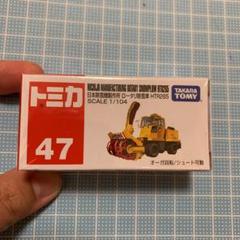 トミカ
NICHIJO MANUFACTURING ROTARY SNOWPLOW HTR265
日本除雪機製作所 ロータリ除雪車 HTR265
SCALE 1/104
TAKARA
TOMY
47
オーガ回転/シュート可動